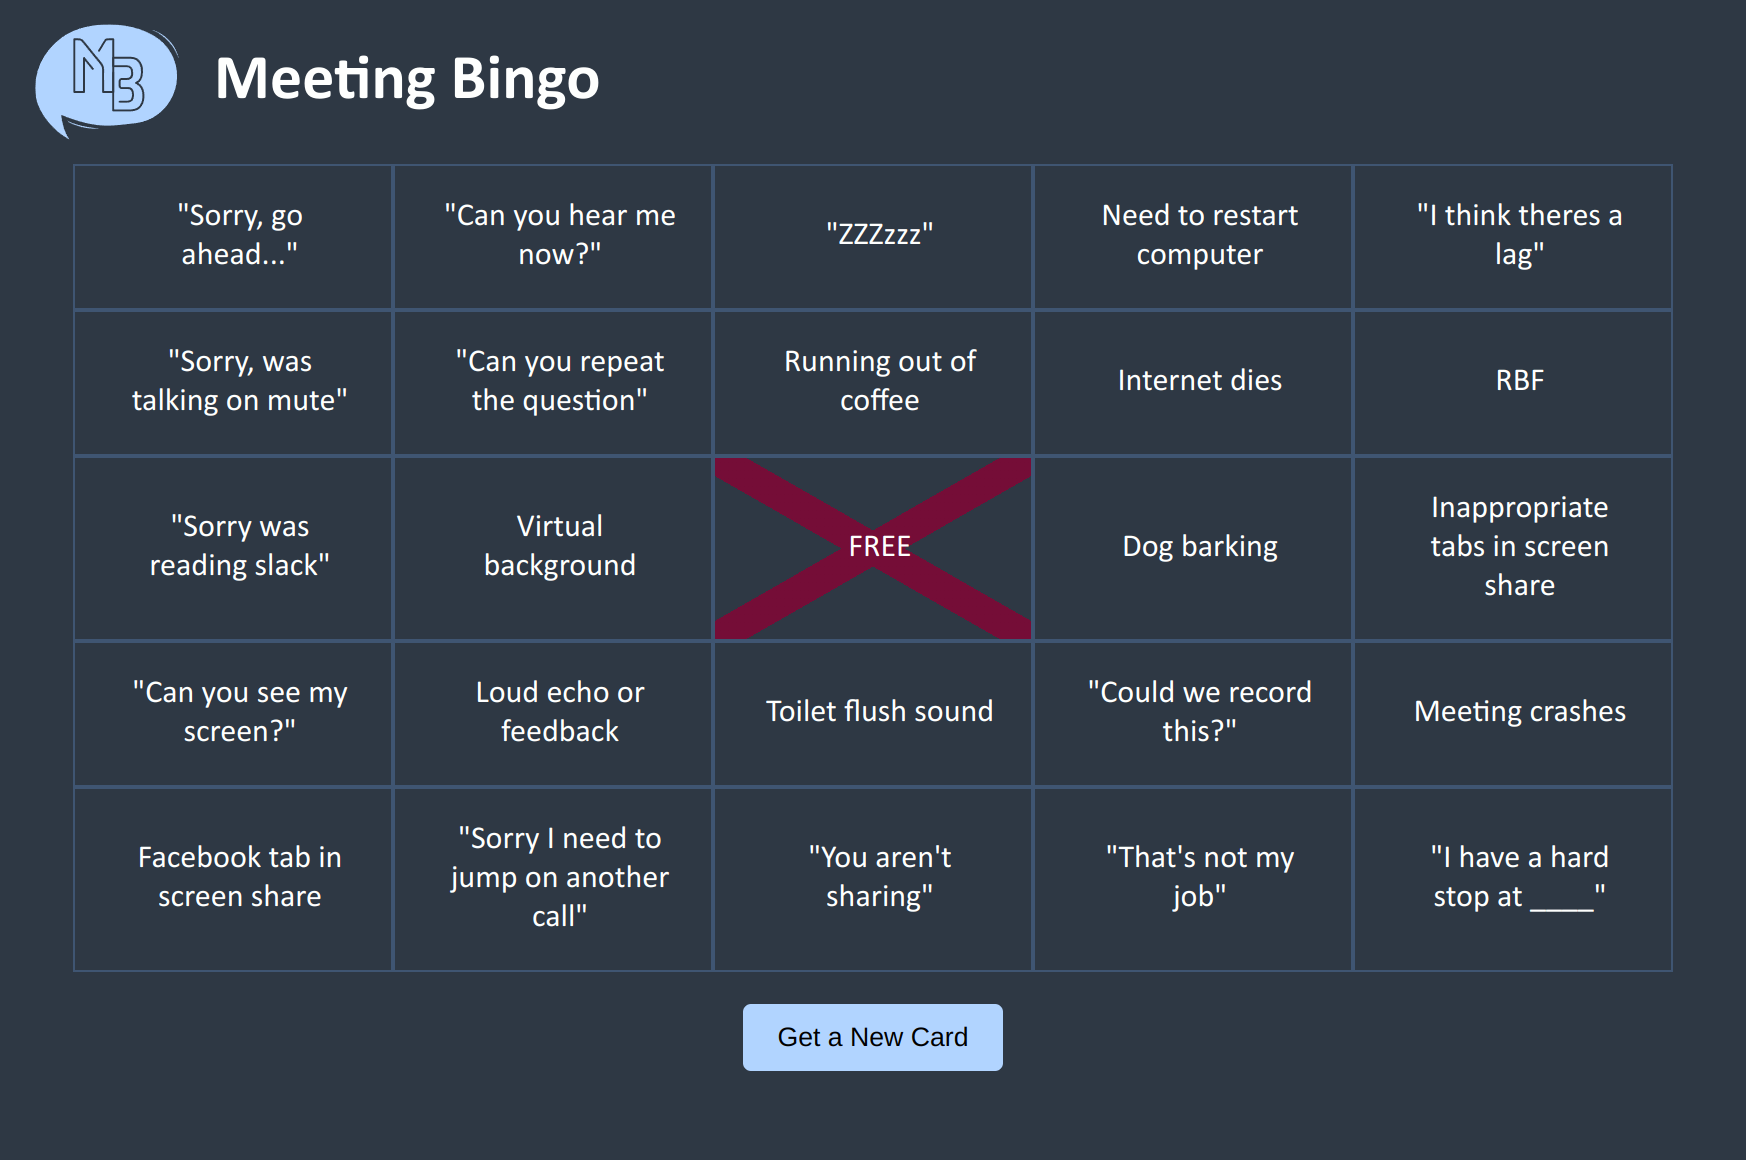 MB
Meeting Bingo
"Sorry, go
ahead..."
"Can you hear me
now?"
"ZZZzzz"
Need to restart
computer
"I think theres a
lag"
"Sorry, was
talking on mute"
"Can you repeat
the question"
Running out of
coffee
Internet dies
RBF
"Sorry was
reading slack"
Virtual
background
FREE
Dog barking
Inappropriate
tabs in screen
share
"Can you see my
screen?"
Loud echo or
feedback
Toilet flush sound
"Could we record
this?"
Meeting crashes
Facebook tab in
screen share
"Sorry I need to
jump on another
call"
"You aren't
sharing"
"That's not my
job"
"I have a hard
stop at ____"
Get a New Card